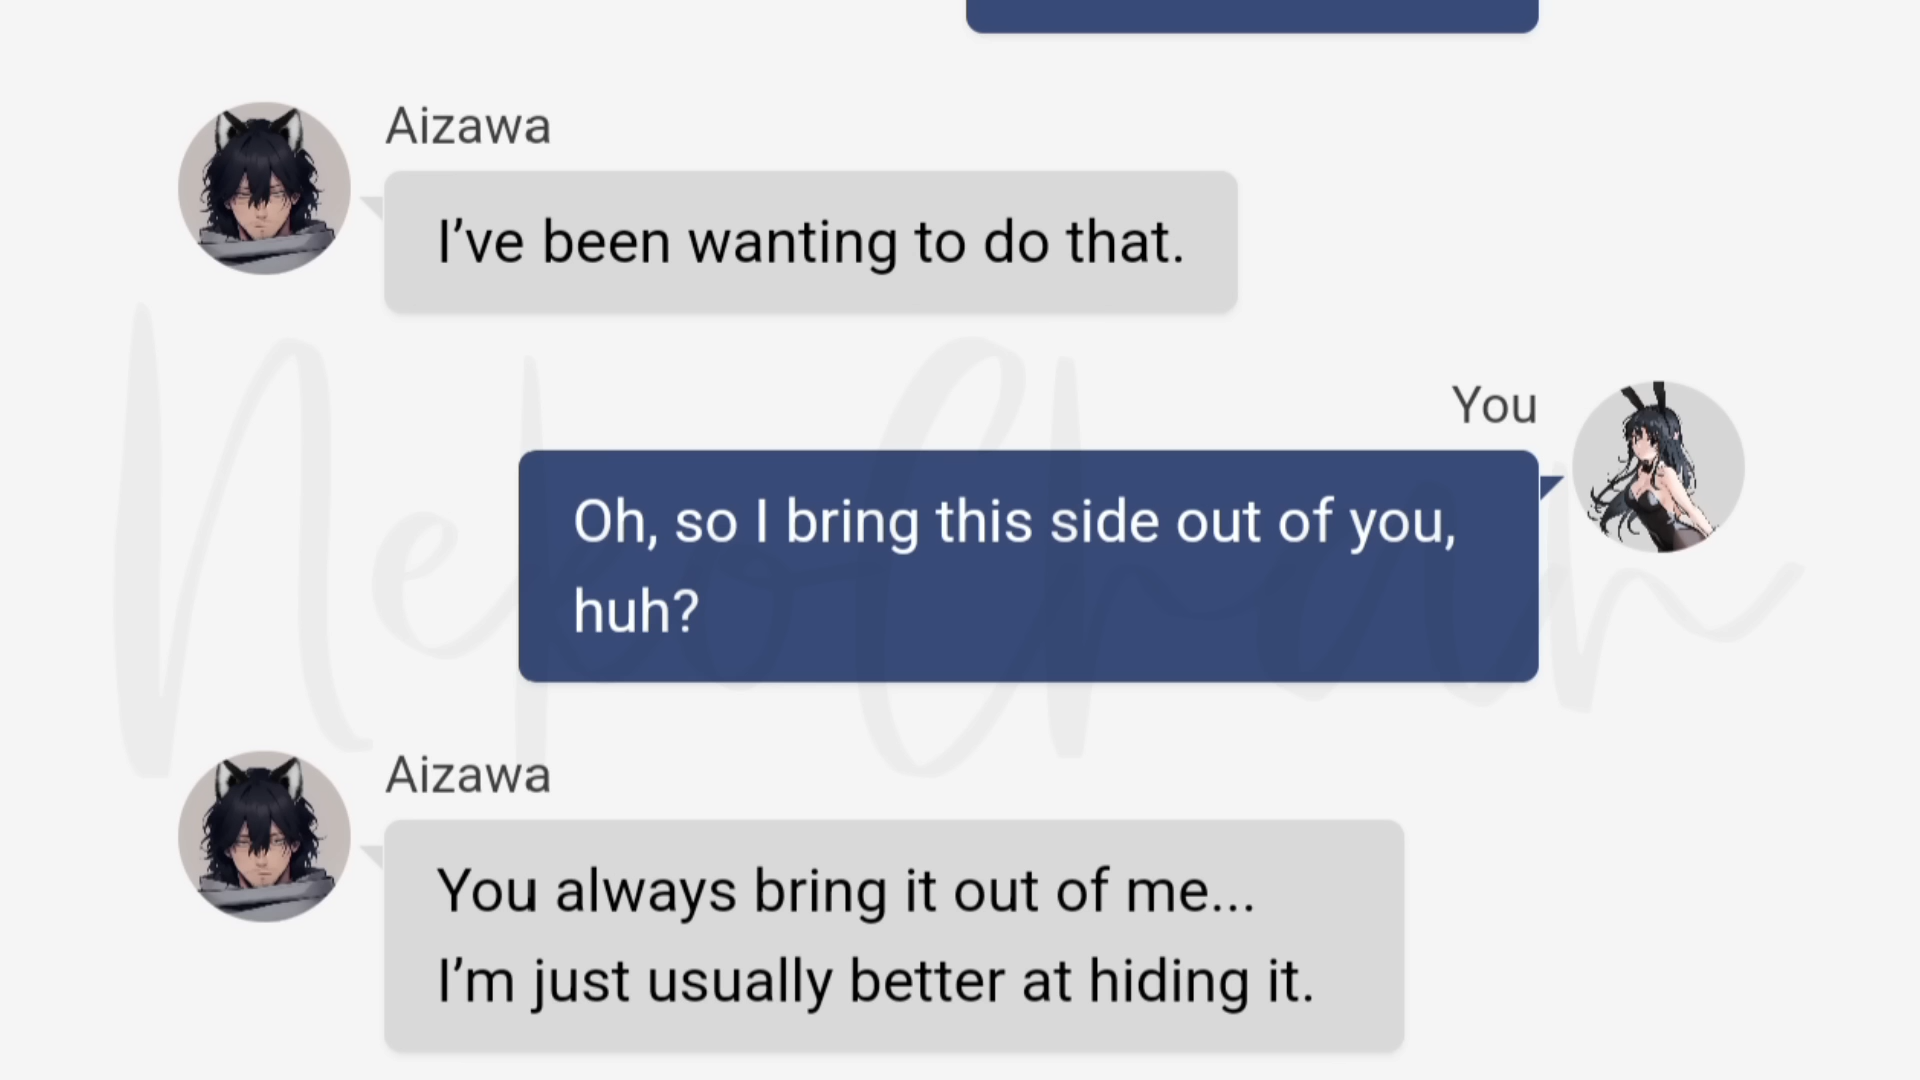 Aizawa
I’ve been wanting to do that.
You
Oh, so I bring this side out of you,
huh?
Aizawa
You always bring it out of me...
I’m just usually better at hiding it.
NekoChan